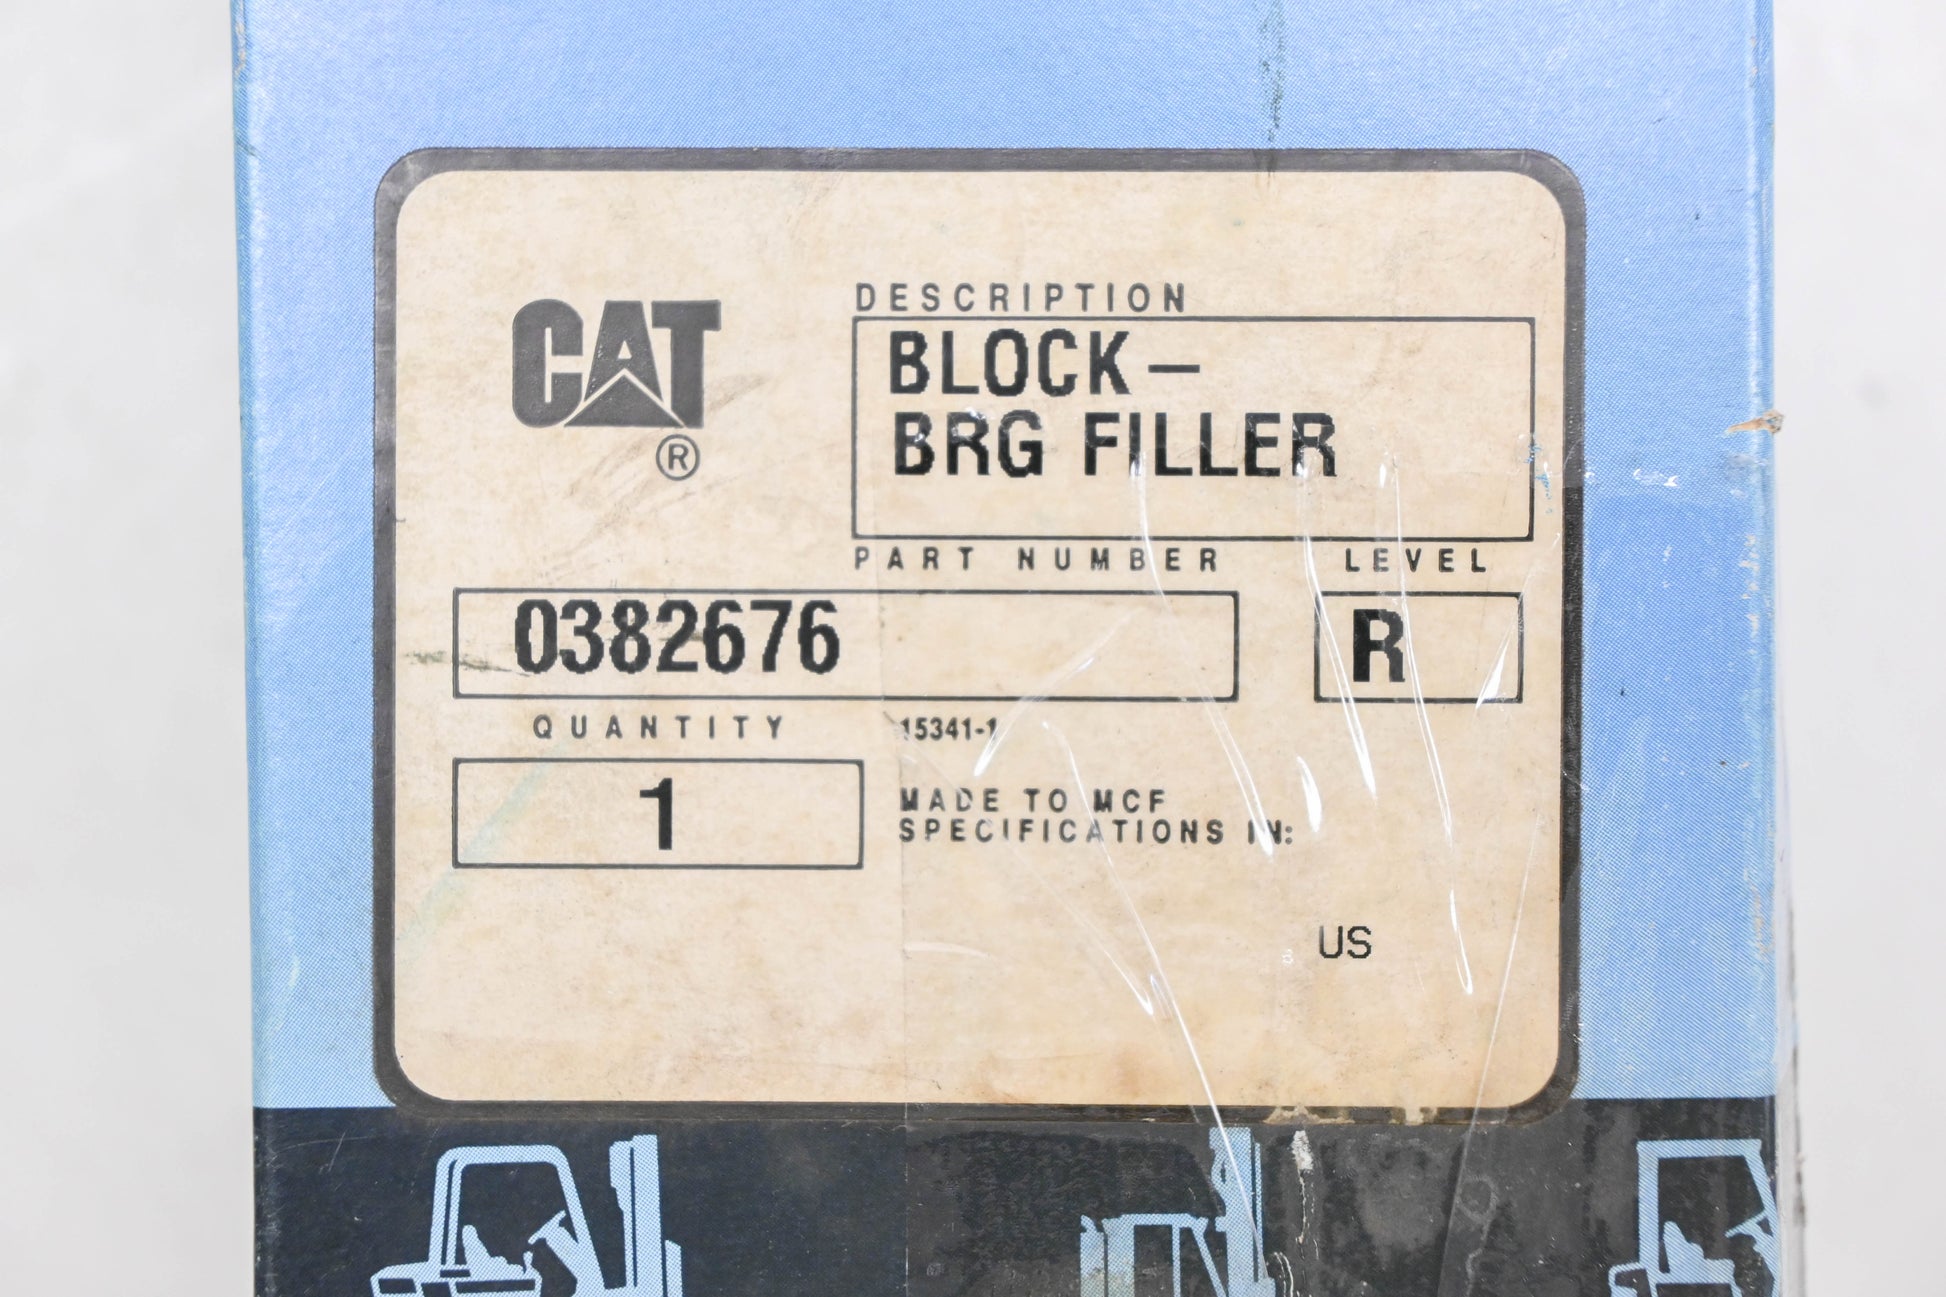 CAT
®
DESCRIPTION
BLOCK-
BRG FILLER
PART NUMBER
LEVEL
0382676
R
QUANTITY
15341-1
1
MADE TO MCF
SPECIFICATIONS IN:
US